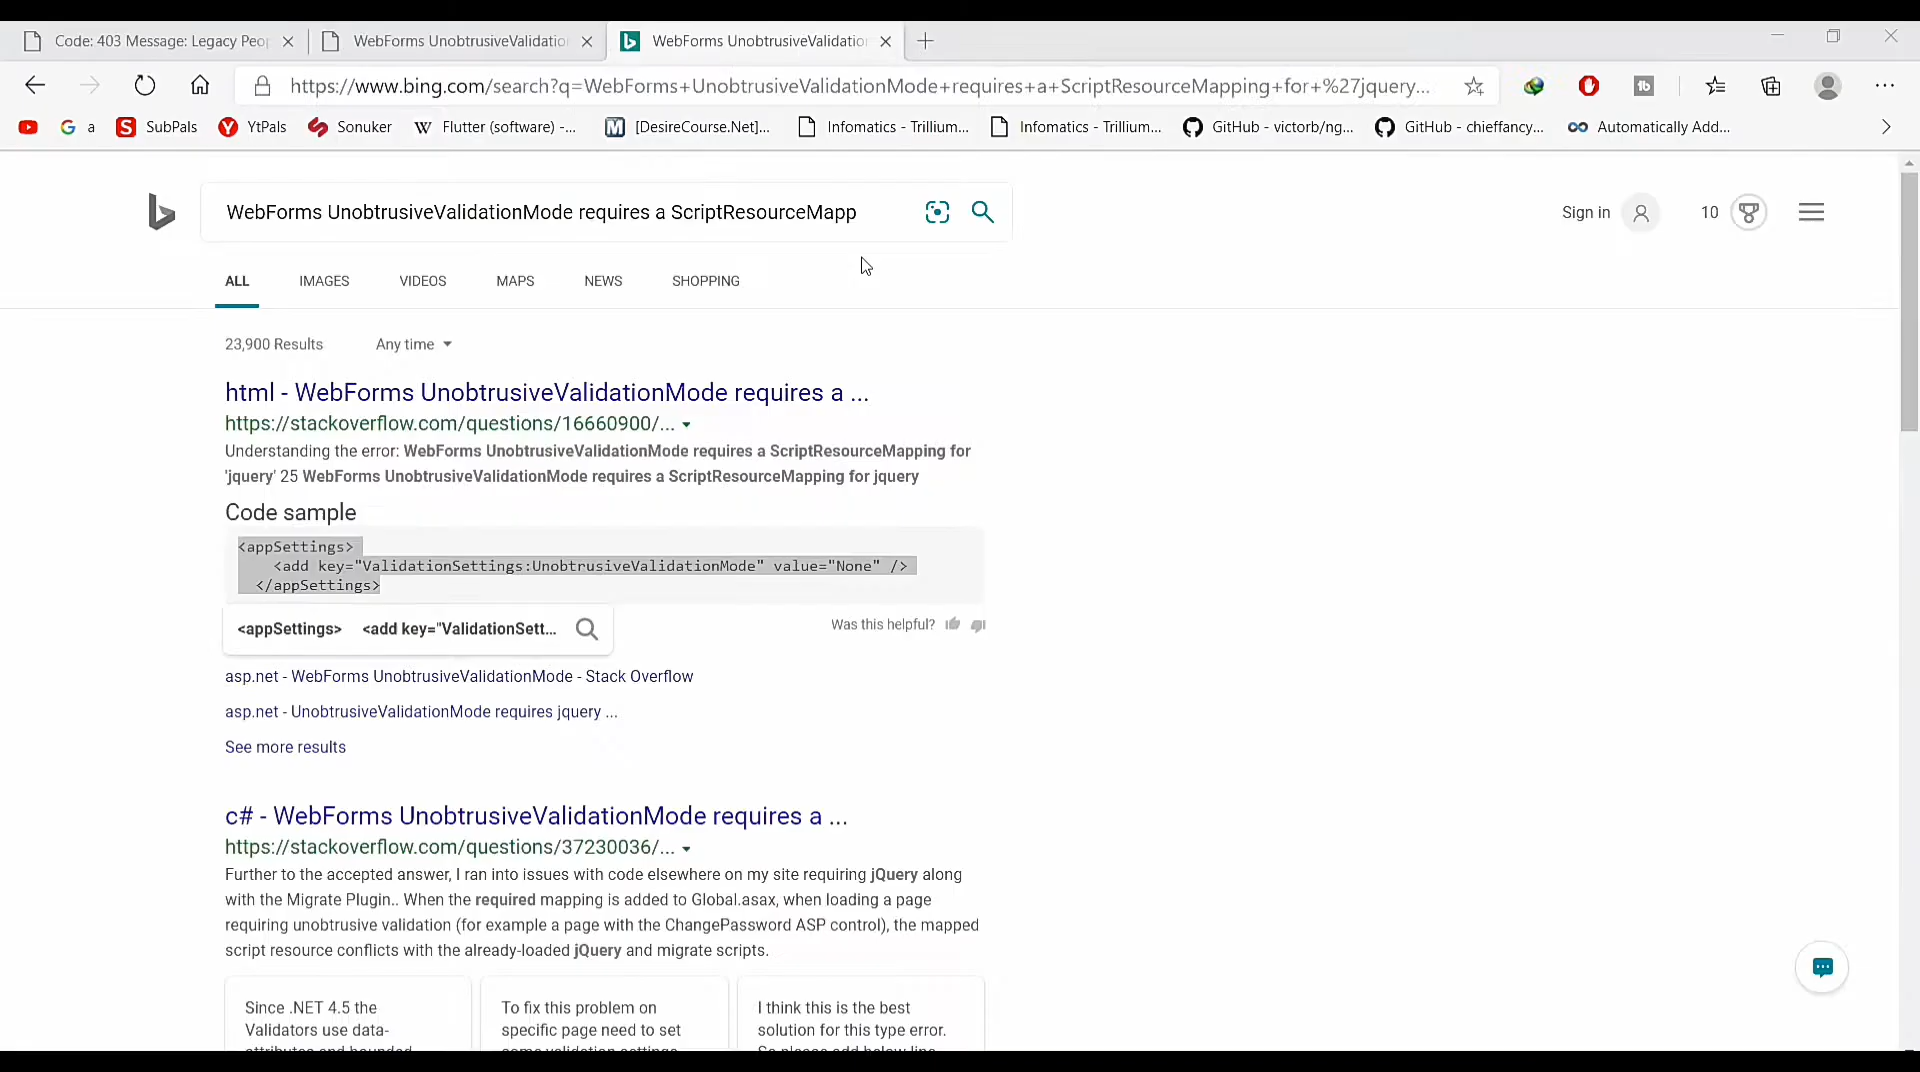 Code: 403 Message: Legacy Peop
WebForms UnobtrusiveValidatio
WebForms UnobtrusiveValidatio
https://www.bing.com/search?q=WebForms+UnobtrusiveValidationMode+requires+a+ScriptResourceMapping+for+%27jquery...
a
SubPals
YtPals
Sonuker
Flutter (software) -...
[DesireCourse.Net]...
Infomatics - Trillium...
Infomatics - Trillium...
GitHub - victorb/ng...
GitHub - chieffancy...
Automatically Add...
WebForms UnobtrusiveValidationMode requires a ScriptResourceMapp
Sign in
10
ALL
IMAGES
VIDEOS
MAPS
NEWS
SHOPPING
23,900 Results
Any time
html - WebForms UnobtrusiveValidationMode requires a ...
https://stackoverflow.com/questions/16660900/...
Understanding the error: WebForms UnobtrusiveValidationMode requires a ScriptResourceMapping for
'jquery' 25 WebForms UnobtrusiveValidationMode requires a ScriptResourceMapping for jquery
Code sample
<appSettings>
<add key="ValidationSettings:UnobtrusiveValidationMode" value="None" />
</appSettings>
<appSettings> <add key="ValidationSett...
Was this helpful?
asp.net - WebForms UnobtrusiveValidationMode - Stack Overflow
asp.net - UnobtrusiveValidationMode requires jquery ...
See more results
c# - WebForms UnobtrusiveValidationMode requires a ...
https://stackoverflow.com/questions/37230036/...
Further to the accepted answer, I ran into issues with code elsewhere on my site requiring jQuery along
with the Migrate Plugin.. When the required mapping is added to Global.asax, when loading a page
requiring unobtrusive validation (for example a page with the ChangePassword ASP control), the mapped
script resource conflicts with the already-loaded jQuery and migrate scripts.
Since .NET 4.5 the
Validators use data-
To fix this problem on
specific page need to set
I think this is the best
solution for this type error.